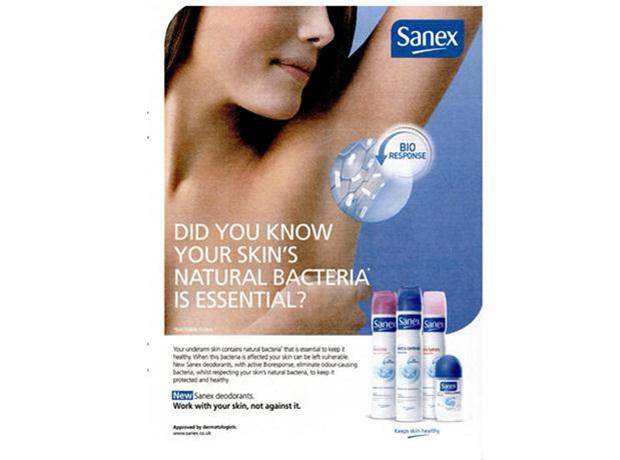 Sanex
BIO
RESPONSE
DID YOU KNOW
YOUR SKIN'S
NATURAL BACTERIA*
IS ESSENTIAL?
Your underarm skin contains natural bacteria* that is essential to keep it
healthy. When this bacteria is affected your skin can be left vulnerable.
New Sanex deodorants, with active Bioresponse, eliminate odour-causing
bacteria, whilst respecting your skin's natural bacteria, to keep it
protected and healthy.
New Sanex deodorants.
Work with your skin, not against it.
Approved by dermatologists.
www.sanex.co.uk
Sanex
Sanex
Sanex
Sanex
Keeps skin healthy